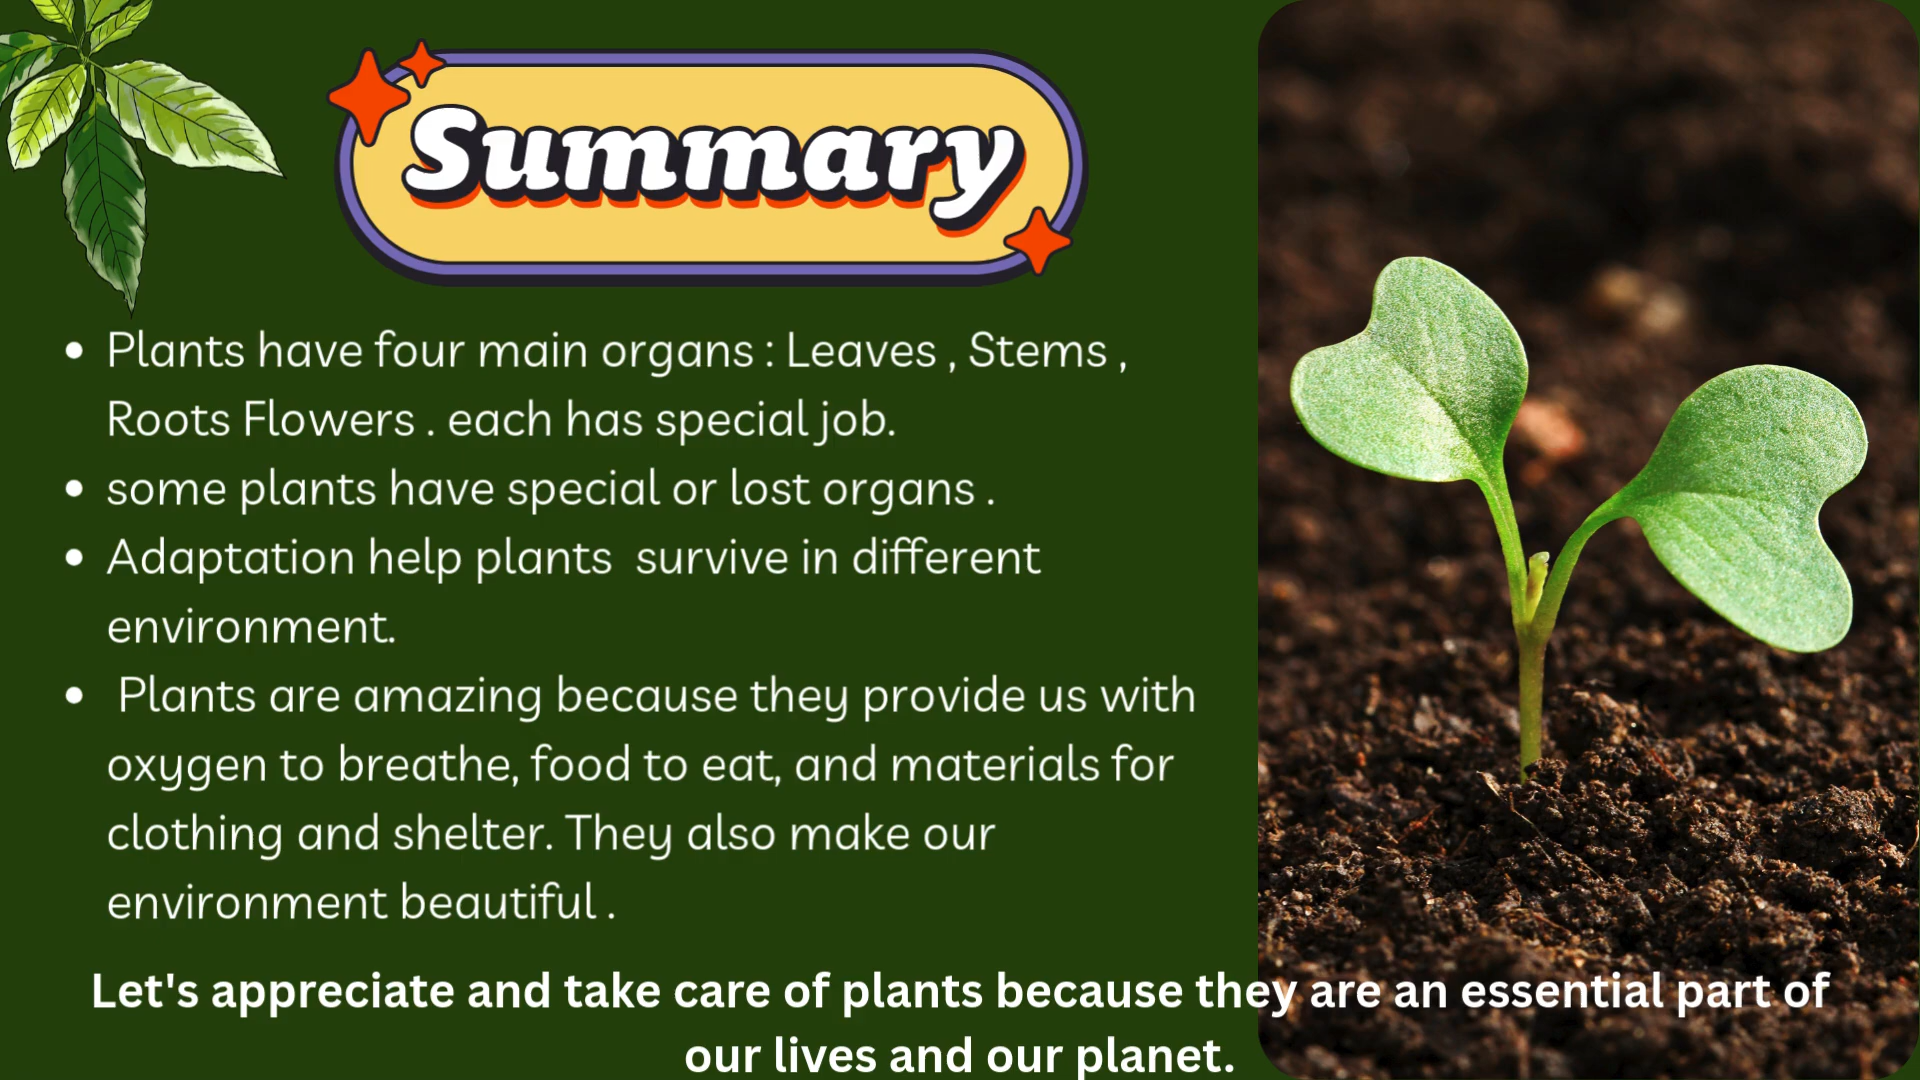 Summary
• Plants have four main organs : Leaves , Stems ,
Roots Flowers . each has special job.
• some plants have special or lost organs .
• Adaptation help plants  survive in different
environment.
•  Plants are amazing because they provide us with
oxygen to breathe, food to eat, and materials for
clothing and shelter. They also make our
environment beautiful .
Let's appreciate and take care of plants because they are an essential part of
our lives and our planet.